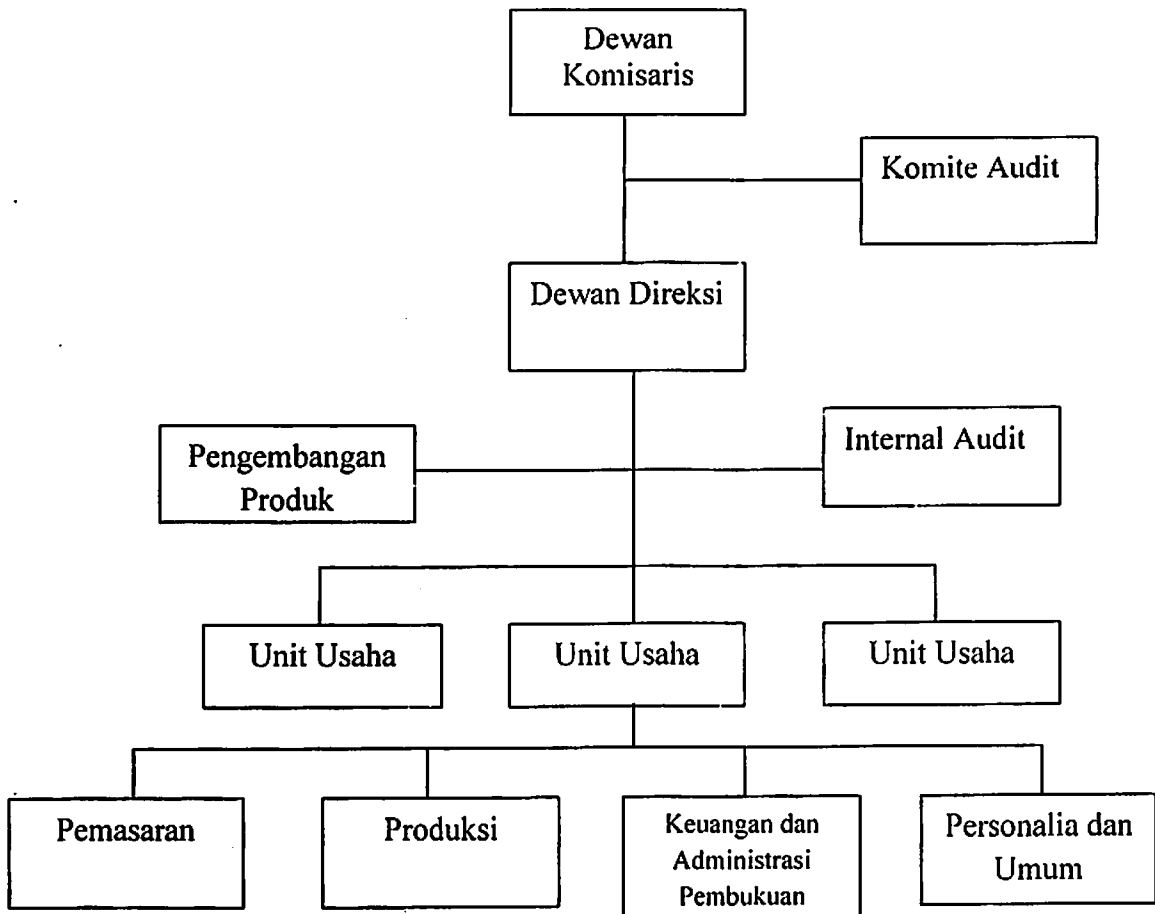 Dewan
Komisaris
Komite Audit
Dewan Direksi
Pengembangan
Produk
Internal Audit
Unit Usaha
Unit Usaha
Unit Usaha
Pemasaran
Produksi
Keuangan dan
Administrasi
Pembukuan
Personalia dan
Umum